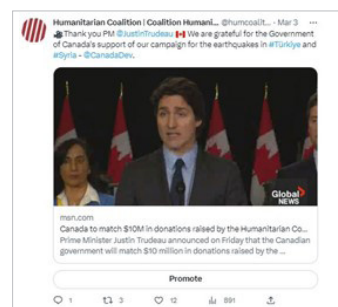 Humanitarian Coalition | Coalition Humani... @humcoalit... · Mar 3
Thank you PM @JustinTrudeau We are grateful for the Government
of Canada's support of our campaign for the earthquakes in #Türkiye and
#Syria - @CanadaDev.
Global
NEWS
msn.com
Canada to match $10M in donations raised by the Humanitarian Co...
Prime Minister Justin Trudeau announced on Friday that the Canadian
government will match $10 million in donations raised by the ...
Promote
1 3 12 891